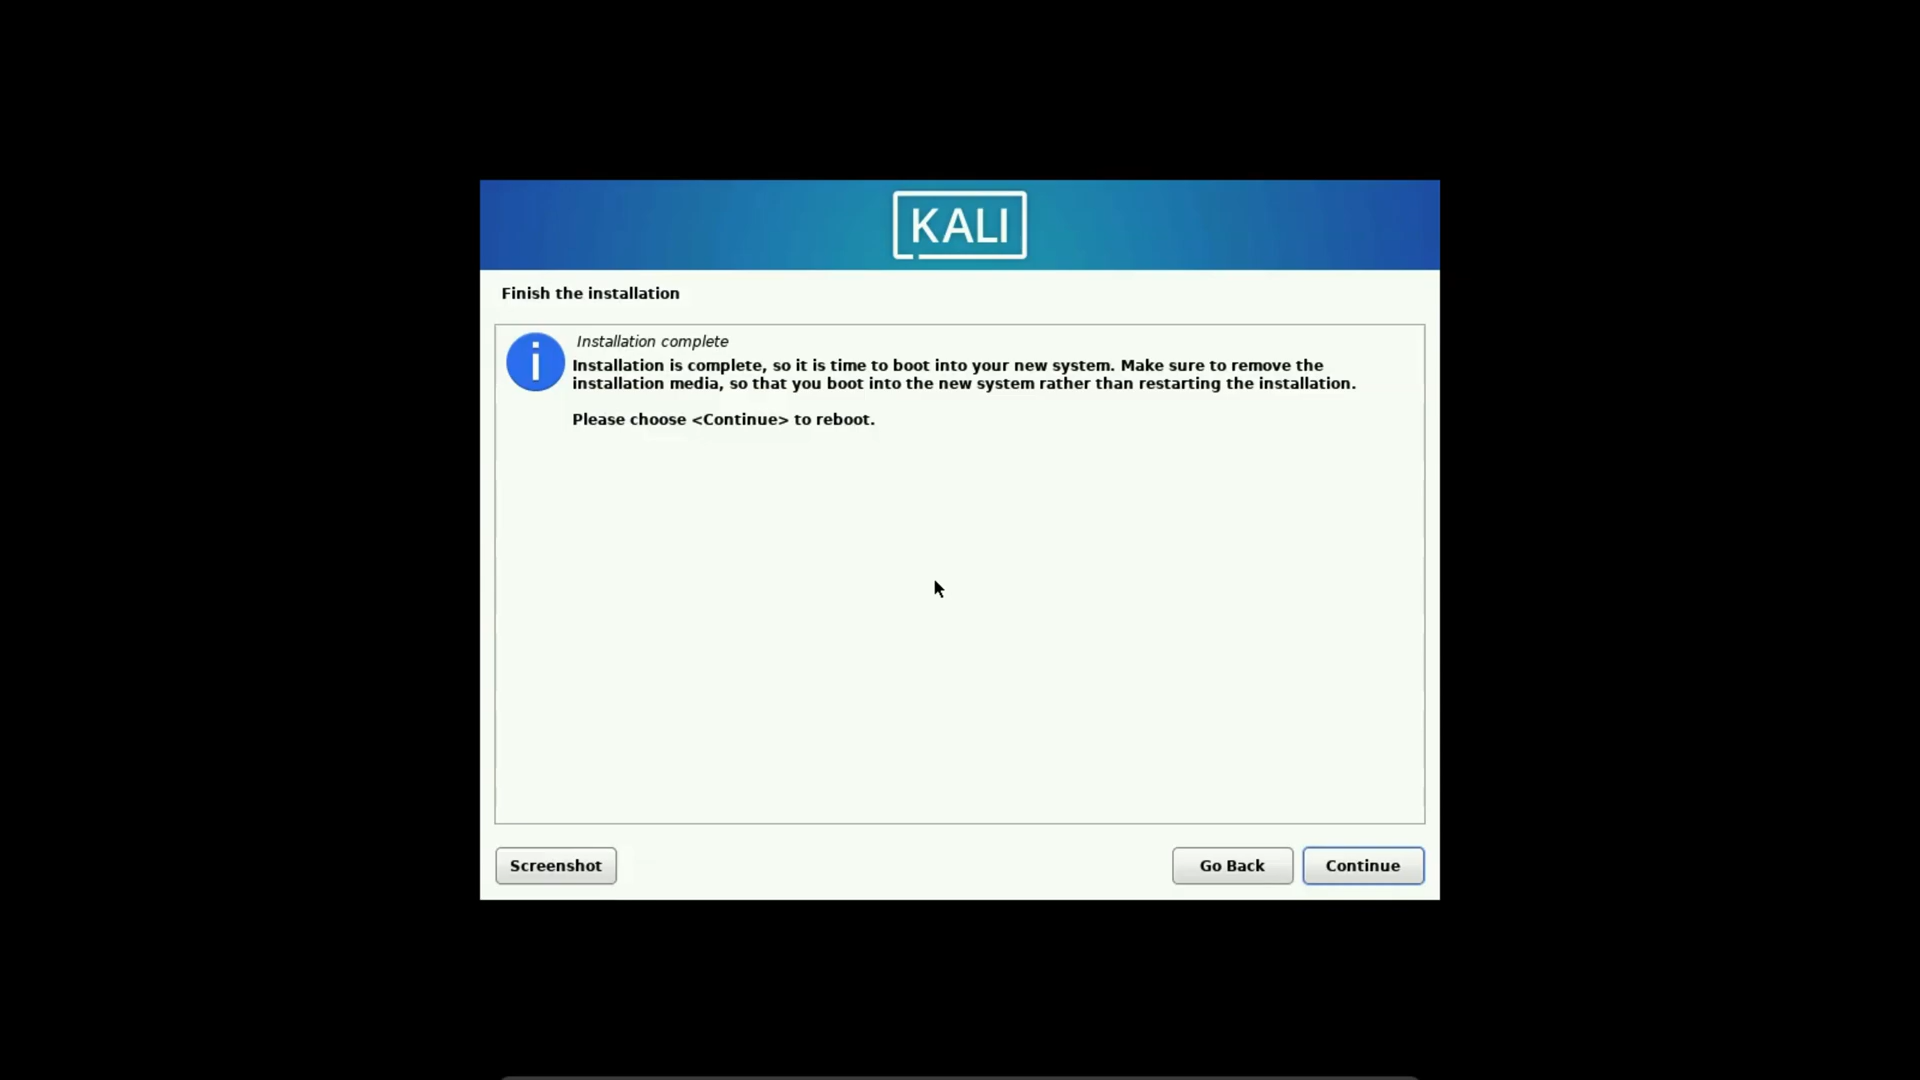 KALI
Finish the installation
Installation complete
Installation is complete, so it is time to boot into your new system. Make sure to remove the
installation media, so that you boot into the new system rather than restarting the installation.
Please choose <Continue> to reboot.
Screenshot
Go Back
Continue